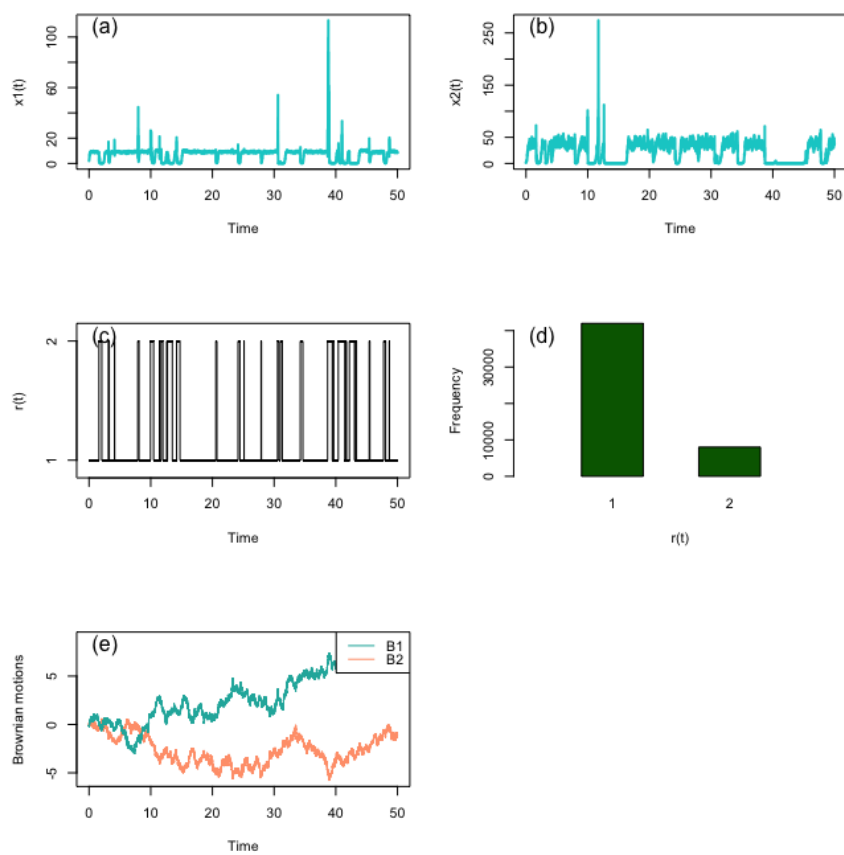 (a)
x1(t)
0
20
60
100
0 10 20 30 40 50
Time
(b)
x2(t)
0
50
150
250
0 10 20 30 40 50
Time
(c)
r(t)
1
2
0 10 20 30 40 50
Time
(d)
Frequency
0
10000
30000
1 2
r(t)
(e)
Brownian motions
-5
0
5
B1
B2
0 10 20 30 40 50
Time